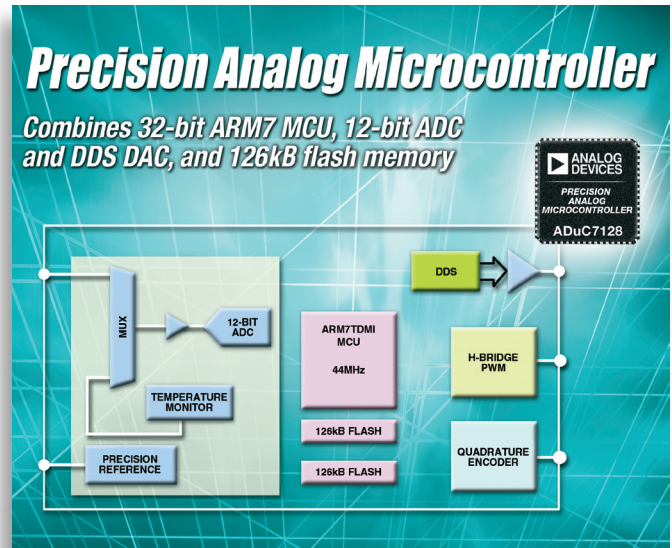 Precision Analog Microcontroller
Combines 32-bit ARM7 MCU, 12-bit ADC
and DDS DAC, and 126kB flash memory
ANALOG
DEVICES
PRECISION
ANALOG
MICROCONTROLLER
ADuC7128
DDS
MUX
12-BIT
ADC
ARM7TDMI
MCU
44MHz
H-BRIDGE
PWM
TEMPERATURE
MONITOR
126kB FLASH
PRECISION
REFERENCE
QUADRATURE
ENCODER
126kB FLASH